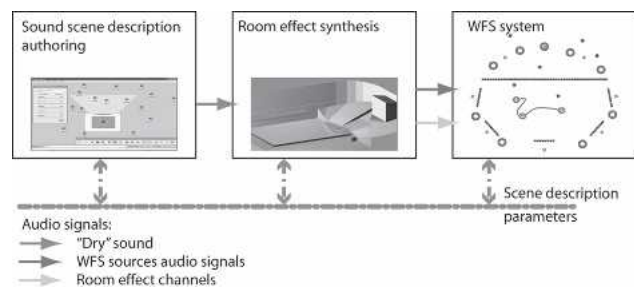 Sound scene description
authoring
Room effect synthesis
WFS system
Scene description
parameters
Audio signals:
"Dry" sound
WFS sources audio signals
Room effect channels